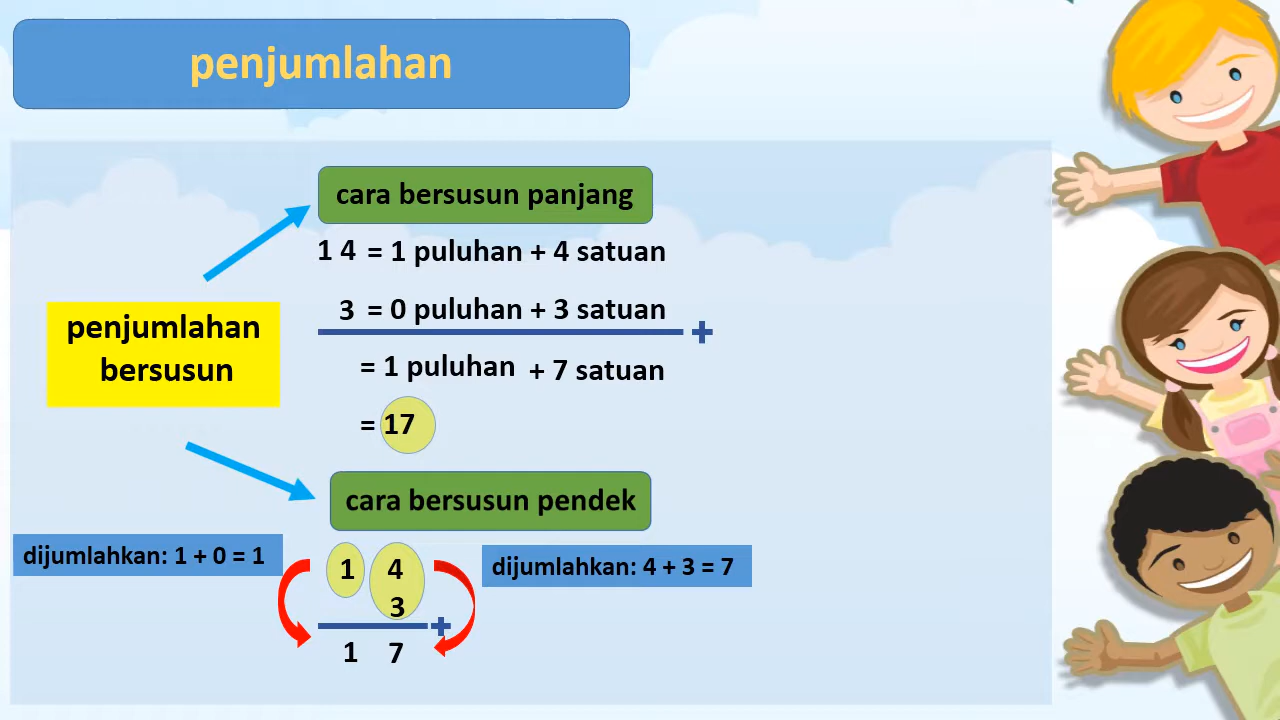 penjumlahan
cara bersusun panjang
1 4 = 1 puluhan + 4 satuan
3 = 0 puluhan + 3 satuan
+
= 1 puluhan + 7 satuan
= 17
penjumlahan
bersusun
cara bersusun pendek
dijumlahkan: 1 + 0 = 1
1 4
3
+
1 7
dijumlahkan: 4 + 3 = 7